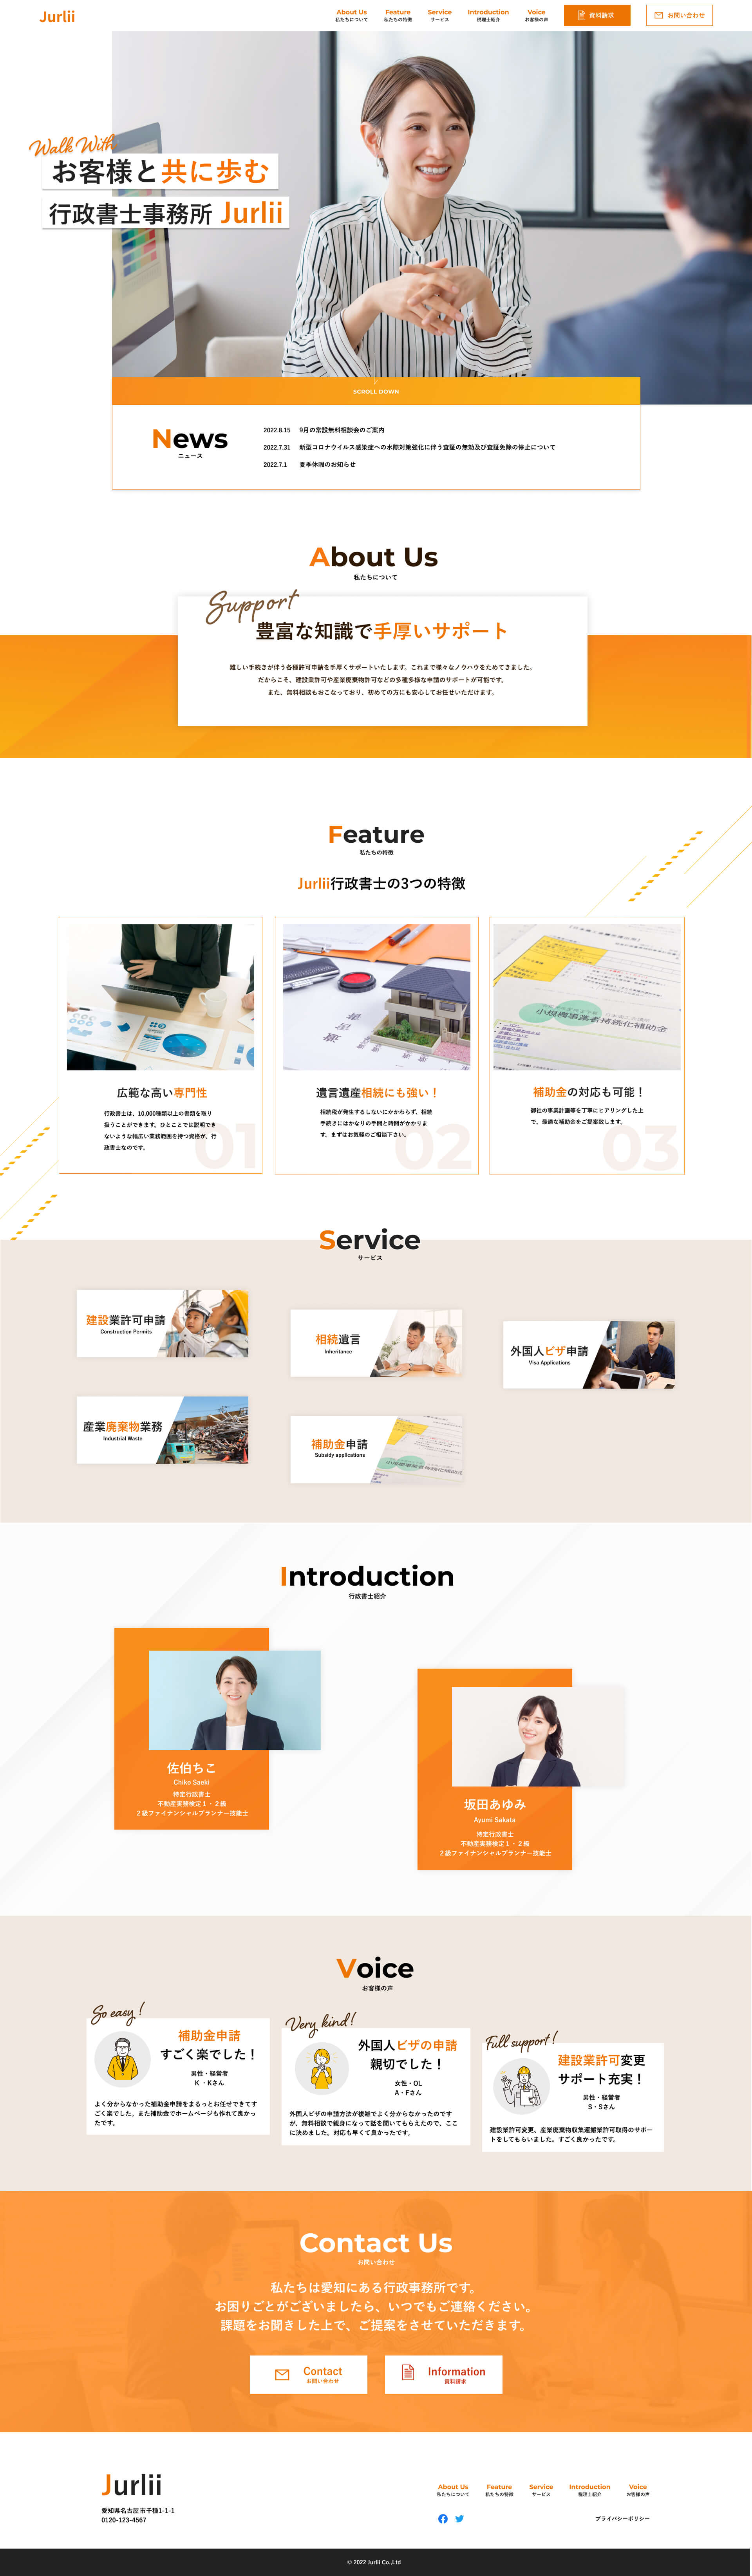 Jurlii
About Us
私たちについて
Feature
私たちの特徴
Service
サービス
Introduction
税理士紹介
Voice
お客様の声
資料請求
お問い合わせ
Walk With
お客様と共に歩む
行政書士事務所 Jurlii
SCROLL DOWN
News
ニュース
2022.8.15 9月の常設無料相談会のご案内
2022.7.31 新型コロナウイルス感染症への水際対策強化に伴う査証の無効及び査証免除の停止について
2022.7.1 夏季休暇のお知らせ
About Us
私たちについて
Support
豊富な知識で手厚いサポート
難しい手続きが伴う各種許可申請を手厚くサポートいたします。これまで様々なノウハウをためてきました。
だからこそ、建設業許可や産業廃棄物許可などの多種多様な申請のサポートが可能です。
また、無料相談もおこなっており、初めての方にも安心してお任せいただけます。
Feature
私たちの特徴
Jurlii行政書士の3つの特徴
広範な高い専門性
行政書士は、10,000種類以上の書類を取り
扱うことができます。ひとことでは説明でき
ないような幅広い業務範囲を持つ資格が、行
政書士なのです。
01
遺言遺産相続にも強い！
相続税が発生するしないにかかわらず、相続
手続きにはかなりの手間と時間がかかりま
す。まずはお気軽のご相談下さい。
02
小規模事業者持続化補助金
補助金の対応も可能！
御社の事業計画等を丁寧にヒアリングした上
で、最適な補助金をご提案致します。
03
Service
サービス
建設業許可申請
Construction Permits
相続遺言
Inheritance
外国人ビザ申請
Visa Applications
産業廃棄物業務
Industrial Waste
補助金申請
Subsidy applications
Introduction
行政書士紹介
佐伯ちこ
Chiko Saeki
特定行政書士
不動産実務検定１・２級
２級ファイナンシャルプランナー技能士
坂田あゆみ
Ayumi Sakata
特定行政書士
不動産実務検定１・２級
２級ファイナンシャルプランナー技能士
Voice
お客様の声
So easy!
補助金申請
すごく楽でした！
男性・経営者
K・Kさん
よく分からなかった補助金申請をまるっとお任せできてす
ごく楽でした。また補助金でホームページも作れて良かっ
たです。
Very kind!
外国人ビザの申請
親切でした！
女性・OL
A・Fさん
外国人ビザの申請方法が複雑でよく分からなかったのです
が、無料相談で親身になって話を聞いてもらえたので、ここ
に決めました。対応も早くて良かったです。
Full support!
建設業許可変更
サポート充実！
男性・経営者
S・Sさん
建設業許可変更、産業廃棄物収集運搬業許可取得のサポー
トをしてもらいました。すごく良かったです。
Contact Us
お問い合わせ
私たちは愛知にある行政事務所です。
お困りごとがございましたら、いつでもご連絡ください。
課題をお聞きした上で、ご提案をさせていただきます。
Contact
お問い合わせ
Information
資料請求
Jurlii
愛知県名古屋市千種1-1-1
0120-123-4567
About Us
私たちについて
Feature
私たちの特徴
Service
サービス
Introduction
税理士紹介
Voice
お客様の声
プライバシーポリシー
© 2022 Jurlii Co.,Ltd